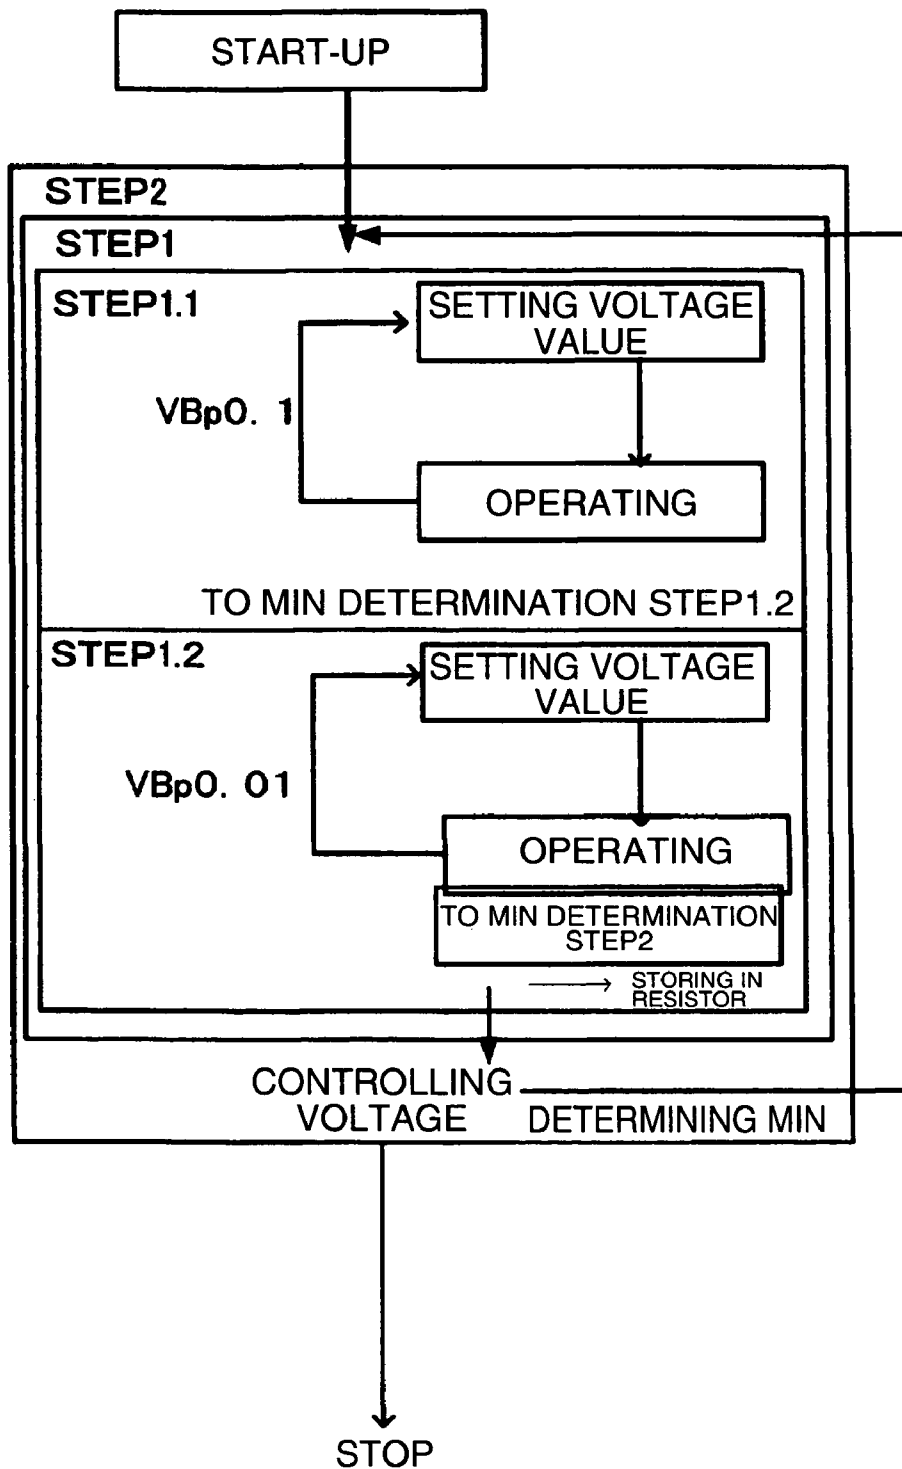 START-UP
STEP2
STEP1
STEP1.1
SETTING VOLTAGE
VALUE
VBp0. 1
OPERATING
TO MIN DETERMINATION STEP1.2
STEP1.2
SETTING VOLTAGE
VALUE
VBp0. 01
OPERATING
TO MIN DETERMINATION
STEP2
STORING IN
RESISTOR
CONTROLLING
VOLTAGE
DETERMINING MIN
STOP